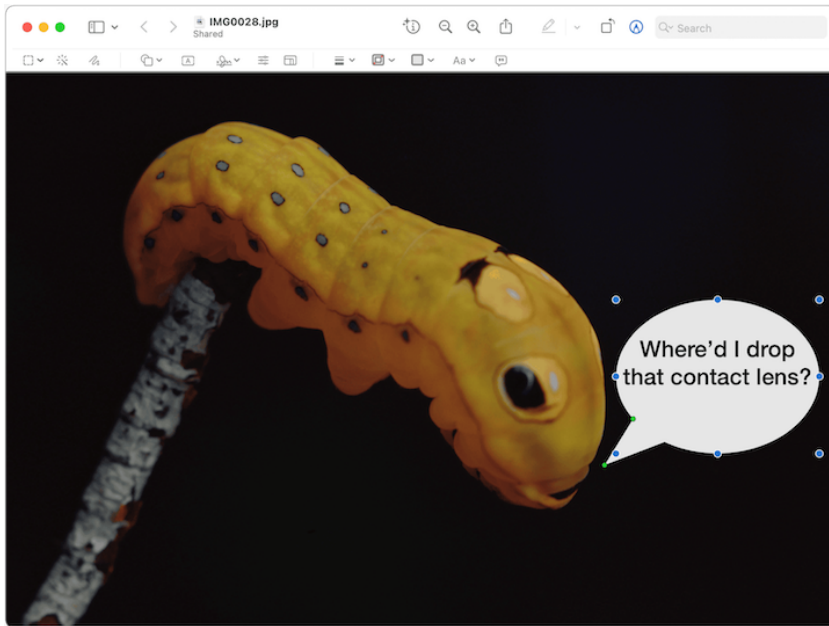 IMG0028.jpg
Shared
Search
Aa
Where’d I drop
that contact lens?